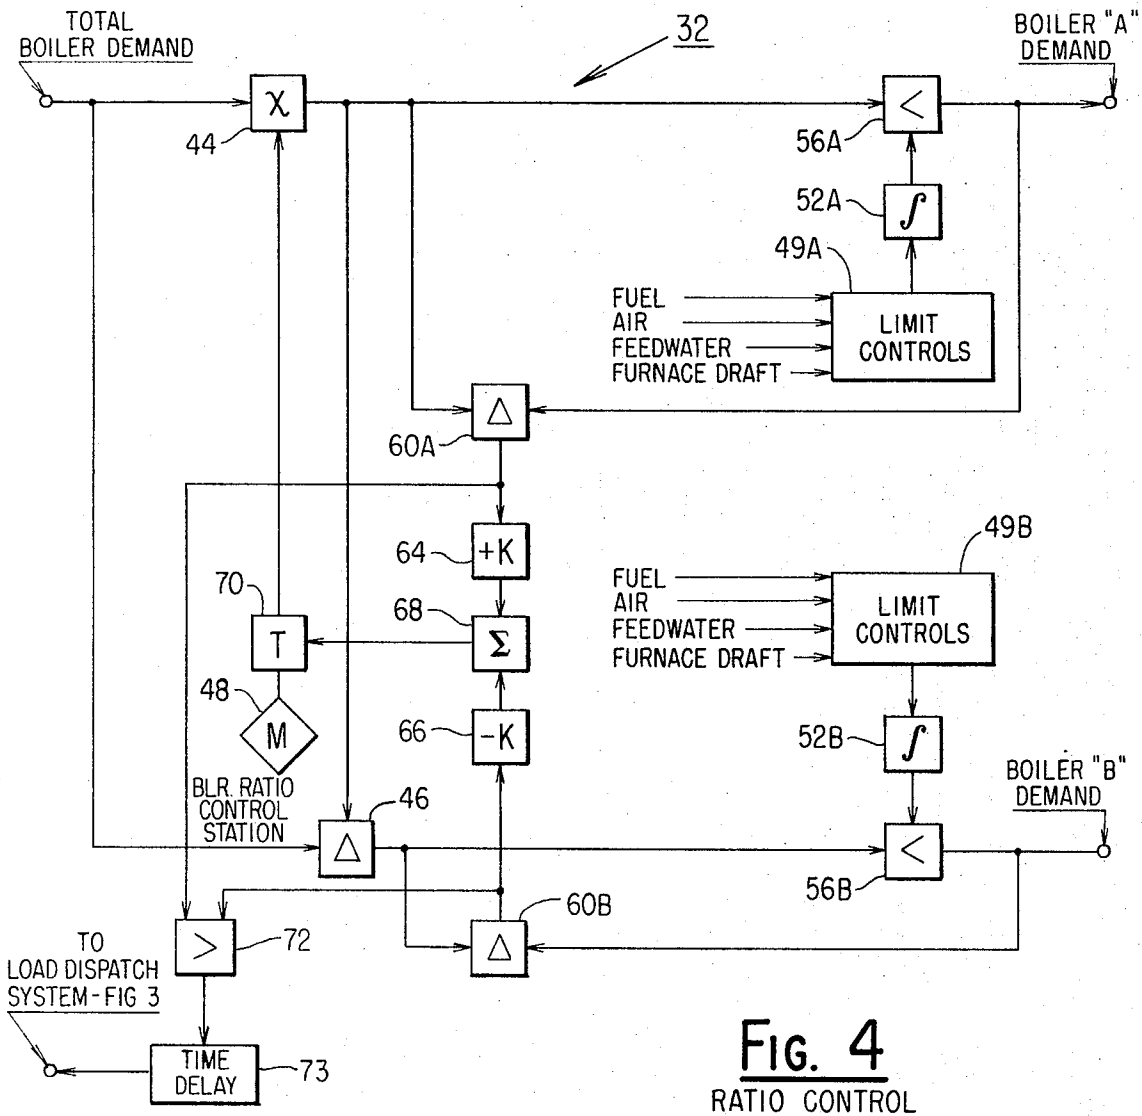 TOTAL
BOILER DEMAND
32
BOILER "A"
DEMAND
X
44
<
56A
∫
52A
49A
FUEL
AIR
FEEDWATER
FURNACE DRAFT
LIMIT
CONTROLS
Δ
60A
+K
64
49B
FUEL
AIR
FEEDWATER
FURNACE DRAFT
LIMIT
CONTROLS
70
T
68
Σ
48
M
66
-K
52B
∫
BLR. RATIO
CONTROL
STATION
46
Δ
BOILER "B"
DEMAND
<
56B
60B
Δ
>
72
TO
LOAD DISPATCH
SYSTEM-FIG 3
TIME
DELAY
73
FIG. 4
RATIO CONTROL